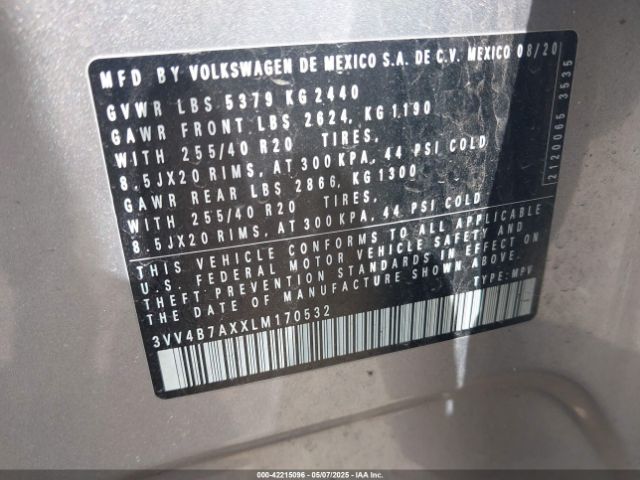 MFD BY VOLKSWAGEN DE MEXICO S.A. DE C.V. MEXICO 08/20
GVWR LBS 5379 KG 2440
GAWR FRONT LBS 2624, KG 1190
WITH 255/40 R20 TIRES,
8.5JX20 RIMS, AT 300 KPA, 44 PSI COLD
GAWR REAR LBS 2866, KG 1300
WITH 255/40 R20 TIRES,
8.5JX20 RIMS, AT 300 KPA, 44 PSI COLD
THIS VEHICLE CONFORMS TO ALL APPLICABLE
U.S. FEDERAL MOTOR VEHICLE SAFETY AND
THEFT PREVENTION STANDARDS IN EFFECT ON
THE DATE OF MANUFACTURE SHOWN ABOVE.
3VV4B7AXXLM170532 TYPE: MPV
2120065 3535
000-42215096 - 05/07/2025 - IAAI.COM